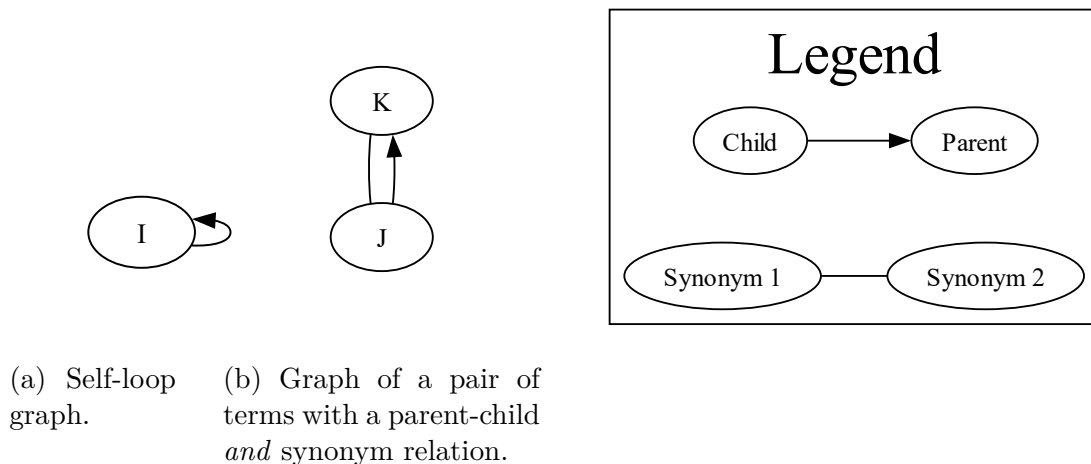 Legend
K
Child Parent
I
J
Synonym 1 Synonym 2
(a) Self-loop
graph.
(b) Graph of a pair of
terms with a parent-child
and synonym relation.